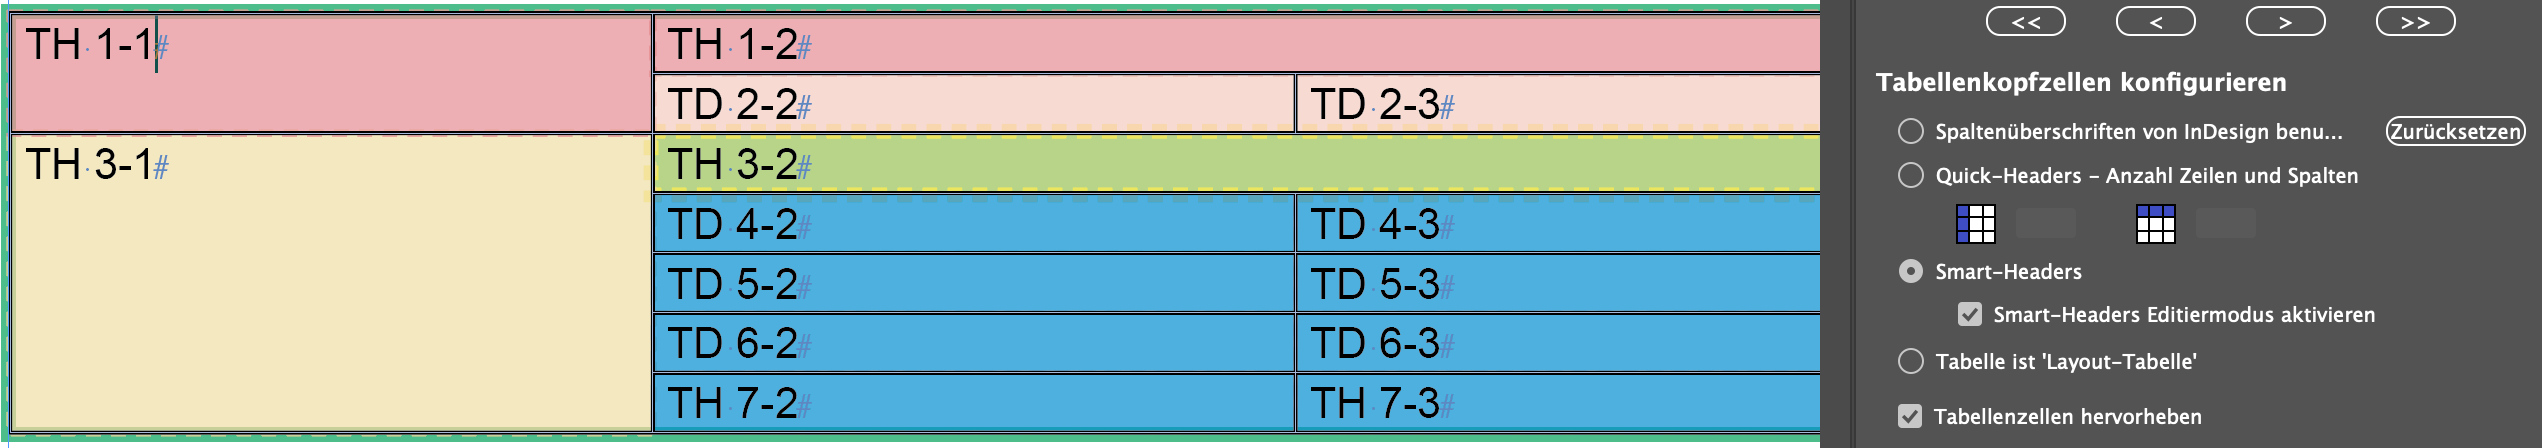 TH 1-1#
TH 1-2#
TD 2-2#
TD 2-3#
TH 3-1#
TH 3-2#
TD 4-2#
TD 4-3#
TD 5-2#
TD 5-3#
TD 6-2#
TD 6-3#
TH 7-2#
TH 7-3#
<<
<
>
>>
Tabellenkopfzellen konfigurieren
Spaltenüberschriften von InDesign benu...
Zurücksetzen
Quick-Headers - Anzahl Zeilen und Spalten
Smart-Headers
Smart-Headers Editiermodus aktivieren
Tabelle ist 'Layout-Tabelle'
Tabellenzellen hervorheben